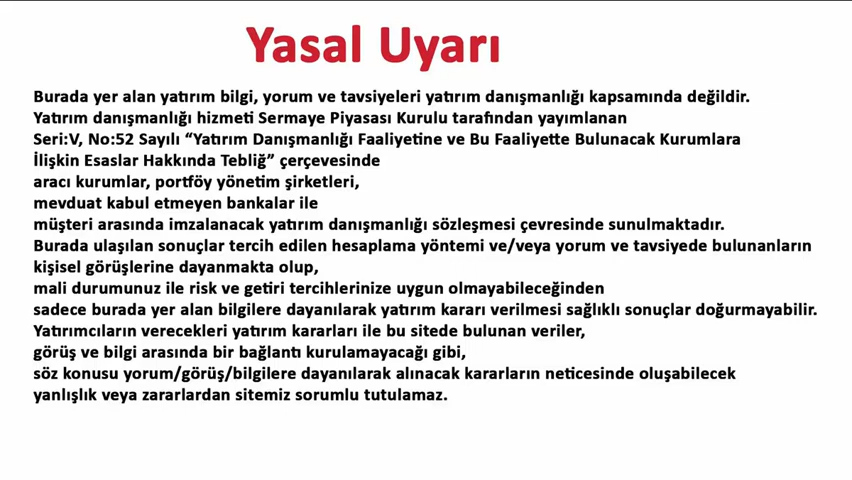 Yasal Uyarı
Burada yer alan yatırım bilgi, yorum ve tavsiyeleri yatırım danışmanlığı kapsamında değildir.
Yatırım danışmanlığı hizmeti Sermaye Piyasası Kurulu tarafından yayımlanan
Seri:V, No:52 Sayılı “Yatırım Danışmanlığı Faaliyetine ve Bu Faaliyette Bulunacak Kurumlara
İlişkin Esaslar Hakkında Tebliğ” çerçevesinde
aracı kurumlar, portföy yönetim şirketleri,
mevduat kabul etmeyen bankalar ile
müşteri arasında imzalanacak yatırım danışmanlığı sözleşmesi çevresinde sunulmaktadır.
Burada ulaşılan sonuçlar tercih edilen hesaplama yöntemi ve/veya yorum ve tavsiyede bulunanların
kişisel görüşlerine dayanmakta olup,
mali durumunuz ile risk ve getiri tercihlerinize uygun olmayabileceğinden
sadece burada yer alan bilgilere dayanılarak yatırım kararı verilmesi sağlıklı sonuçlar doğurmayabilir.
Yatırımcıların verecekleri yatırım kararları ile bu sitede bulunan veriler,
görüş ve bilgi arasında bir bağlantı kurulamayacağı gibi,
söz konusu yorum/görüş/bilgilere dayanılarak alınacak kararların neticesinde oluşabilecek
yanlışlık veya zararlardan sitemiz sorumlu tutulamaz.